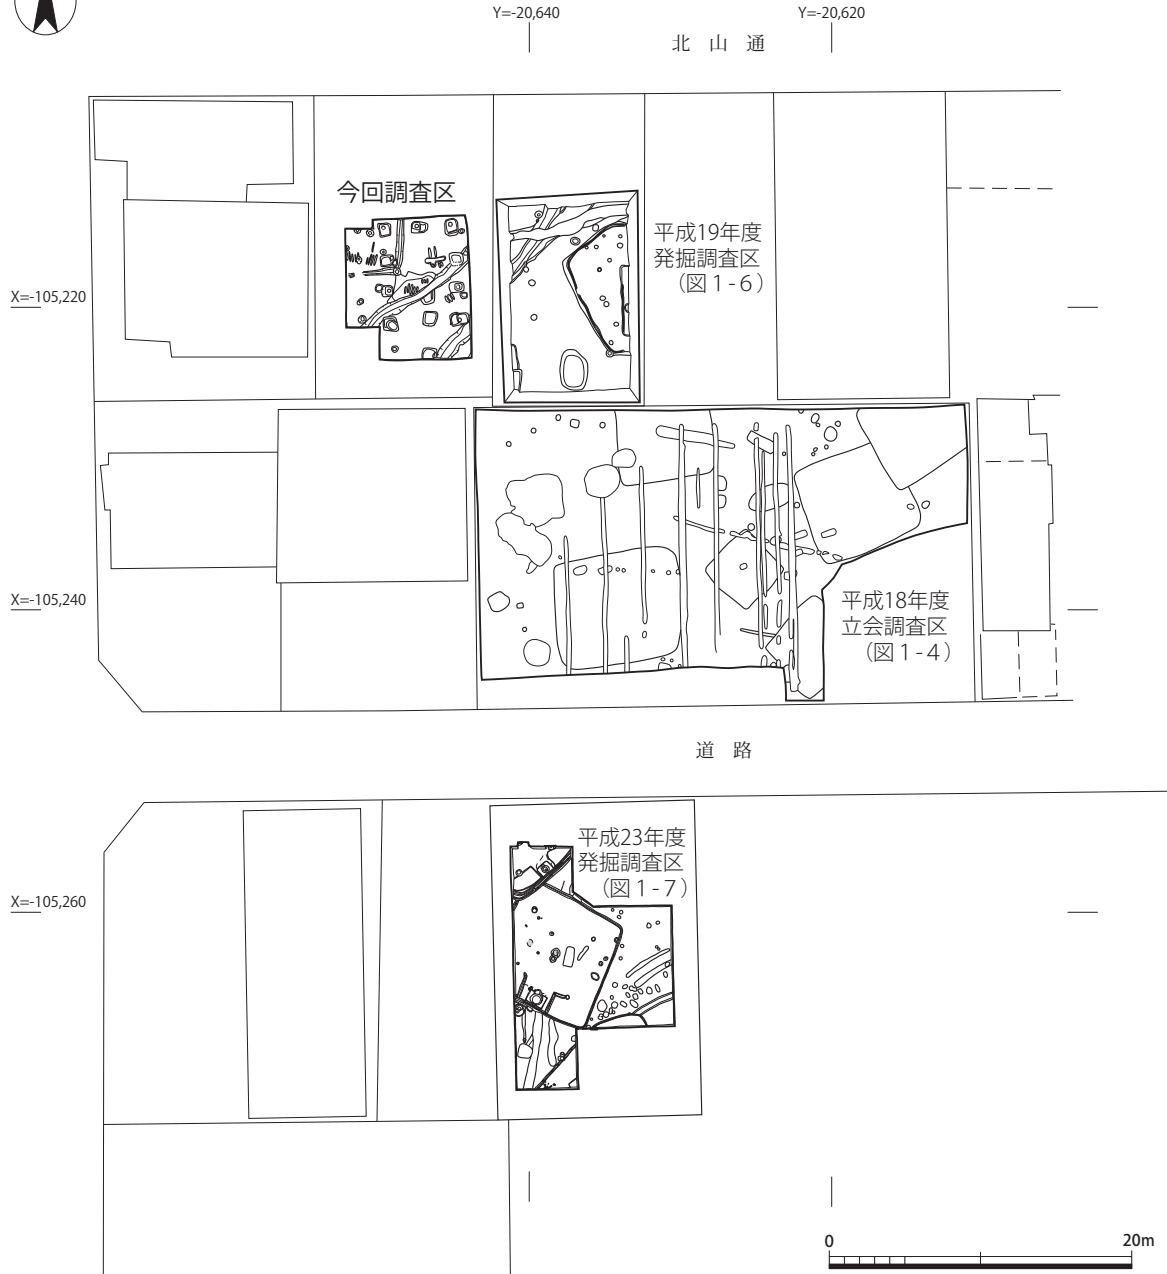 Y=-20,640
Y=-20,620
北山通
今回調査区
平成19年度
発掘調査区
（図1-6）
X=-105,220
X=-105,240
平成18年度
立会調査区
（図1-4）
道路
平成23年度
発掘調査区
（図1-7）
X=-105,260
0
20m